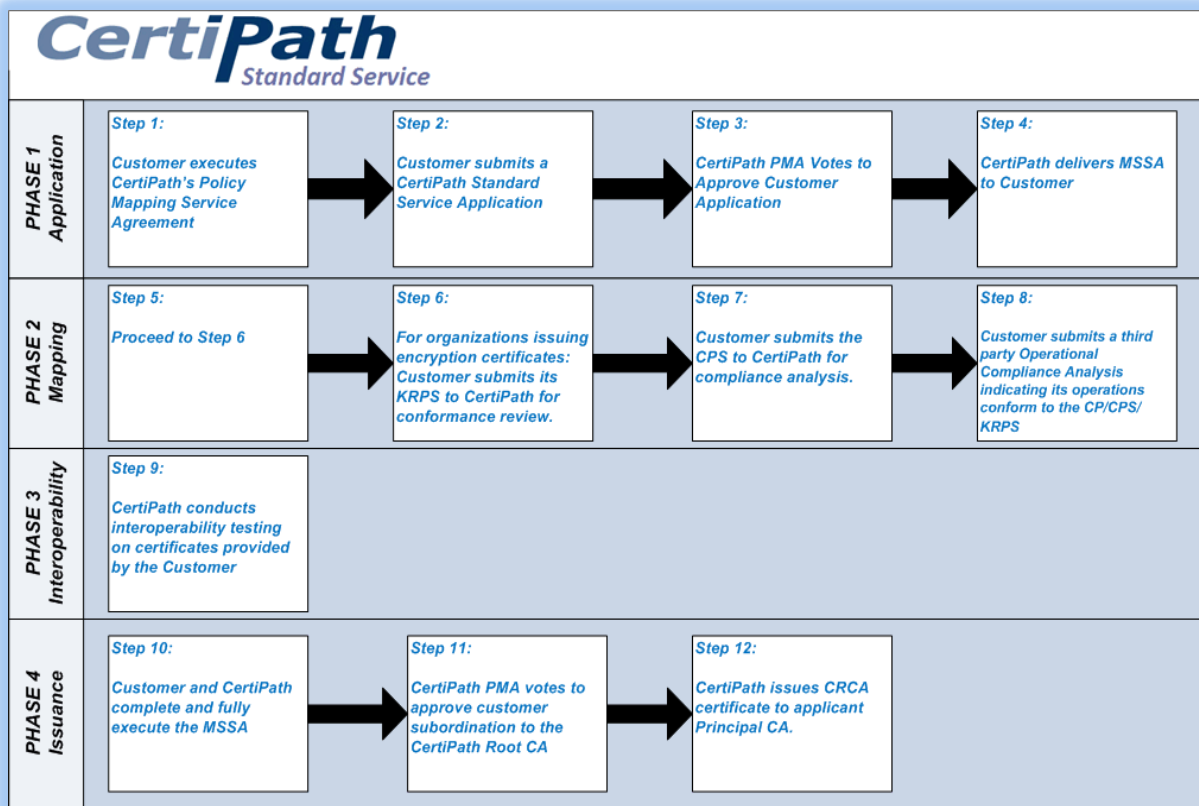 CertiPath
Standard Service
PHASE 1
Application
Step 1:
Customer executes
CertiPath's Policy
Mapping Service
Agreement
Step 2:
Customer submits a
CertiPath Standard
Service Application
Step 3:
CertiPath PMA Votes to
Approve Customer
Application
Step 4:
CertiPath delivers MSSA
to Customer
PHASE 2
Mapping
Step 5:
Proceed to Step 6
Step 6:
For organizations issuing
encryption certificates:
Customer submits its
KRPS to CertiPath for
conformance review.
Step 7:
Customer submits the
CPS to CertiPath for
compliance analysis.
Step 8:
Customer submits a third
party Operational
Compliance Analysis
indicating its operations
conform to the CP/CPS/
KRPS
PHASE 3
Interoperability
Step 9:
CertiPath conducts
interoperability testing
on certificates provided
by the Customer
PHASE 4
Issuance
Step 10:
Customer and CertiPath
complete and fully
execute the MSSA
Step 11:
CertiPath PMA votes to
approve customer
subordination to the
CertiPath Root CA
Step 12:
CertiPath issues CRCA
certificate to applicant
Principal CA.